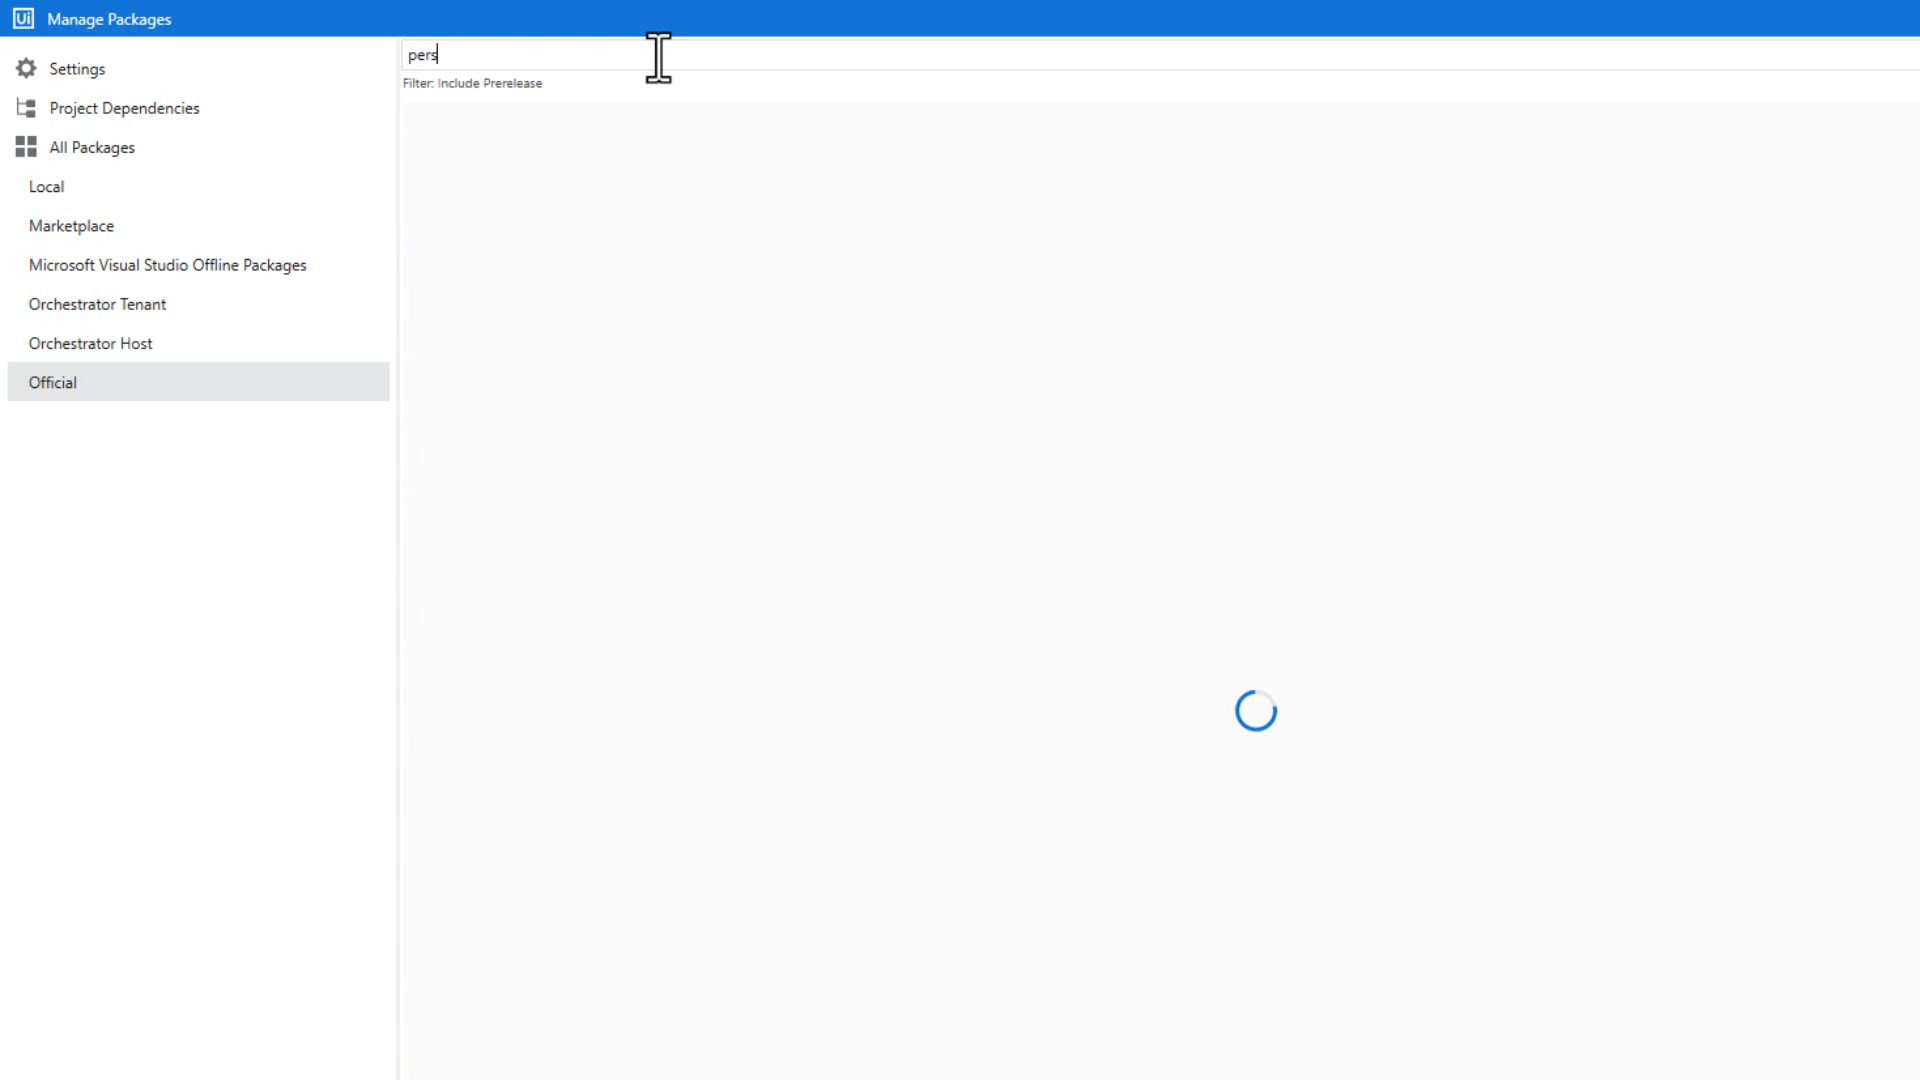 Ui Manage Packages
Settings
Project Dependencies
All Packages
Local
Marketplace
Microsoft Visual Studio Offline Packages
Orchestrator Tenant
Orchestrator Host
Official
pers
Filter: Include Prerelease